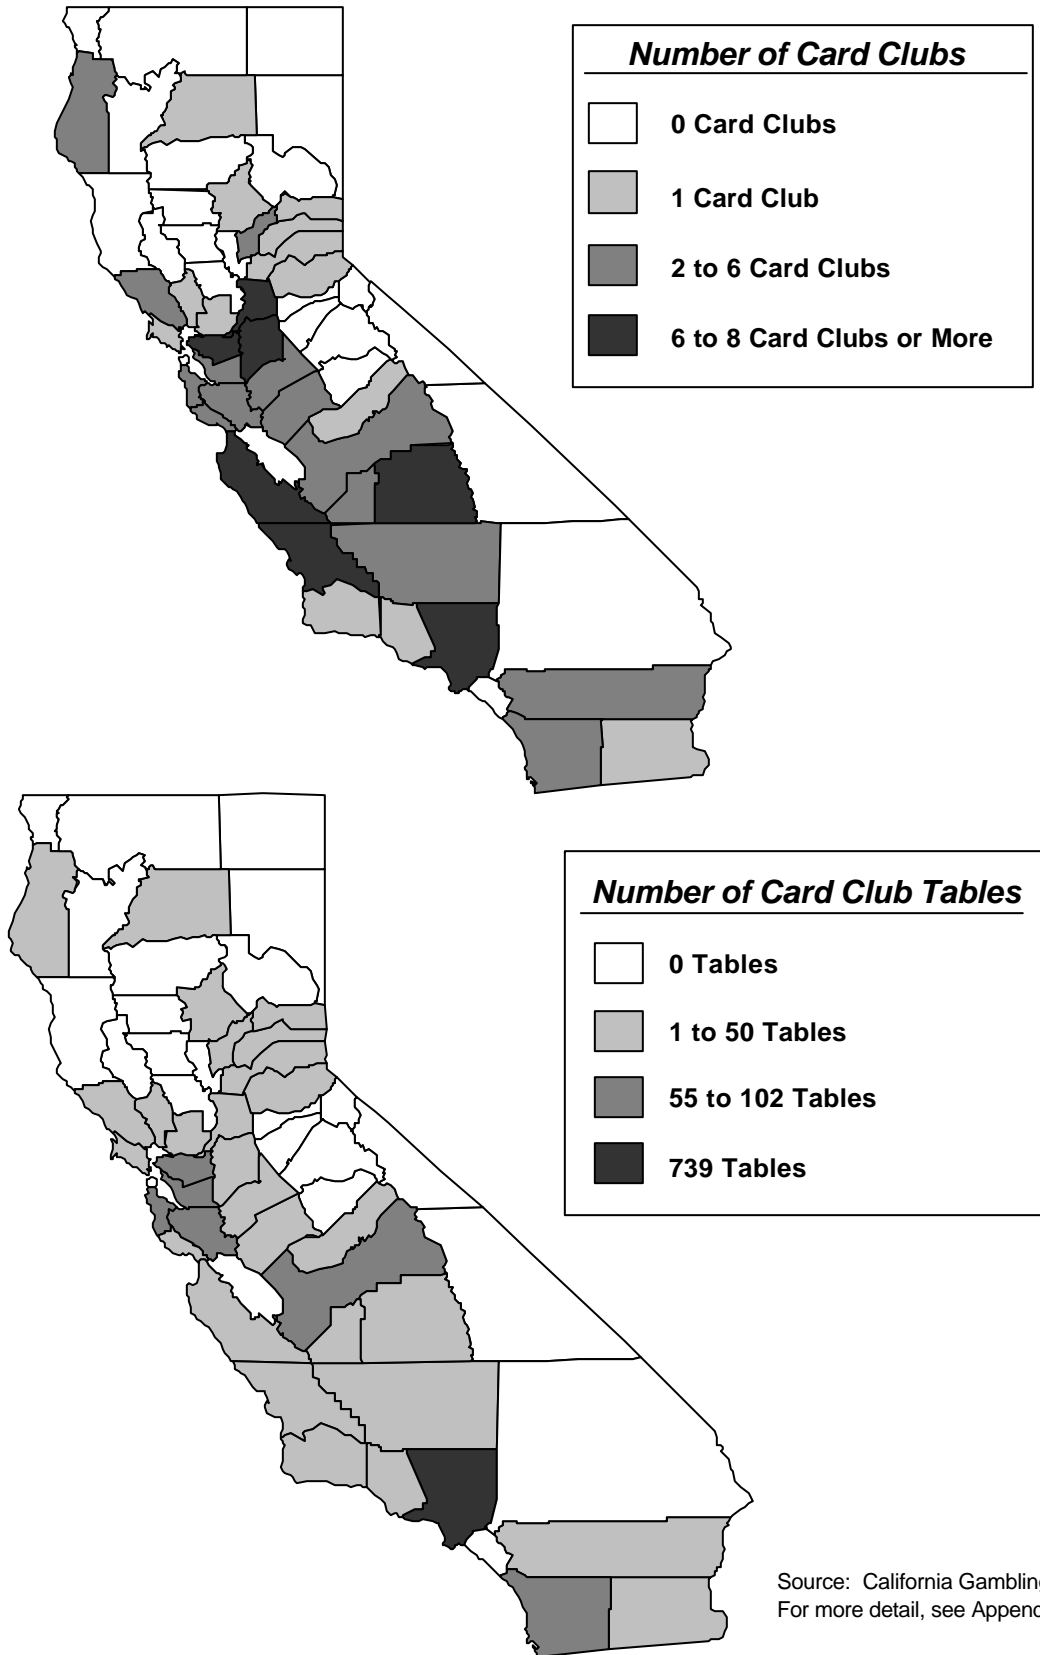 Number of Card Clubs
0 Card Clubs
1 Card Club
2 to 6 Card Clubs
6 to 8 Card Clubs or More
Number of Card Club Tables
0 Tables
1 to 50 Tables
55 to 102 Tables
739 Tables
Source: California Gambling
For more detail, see Append